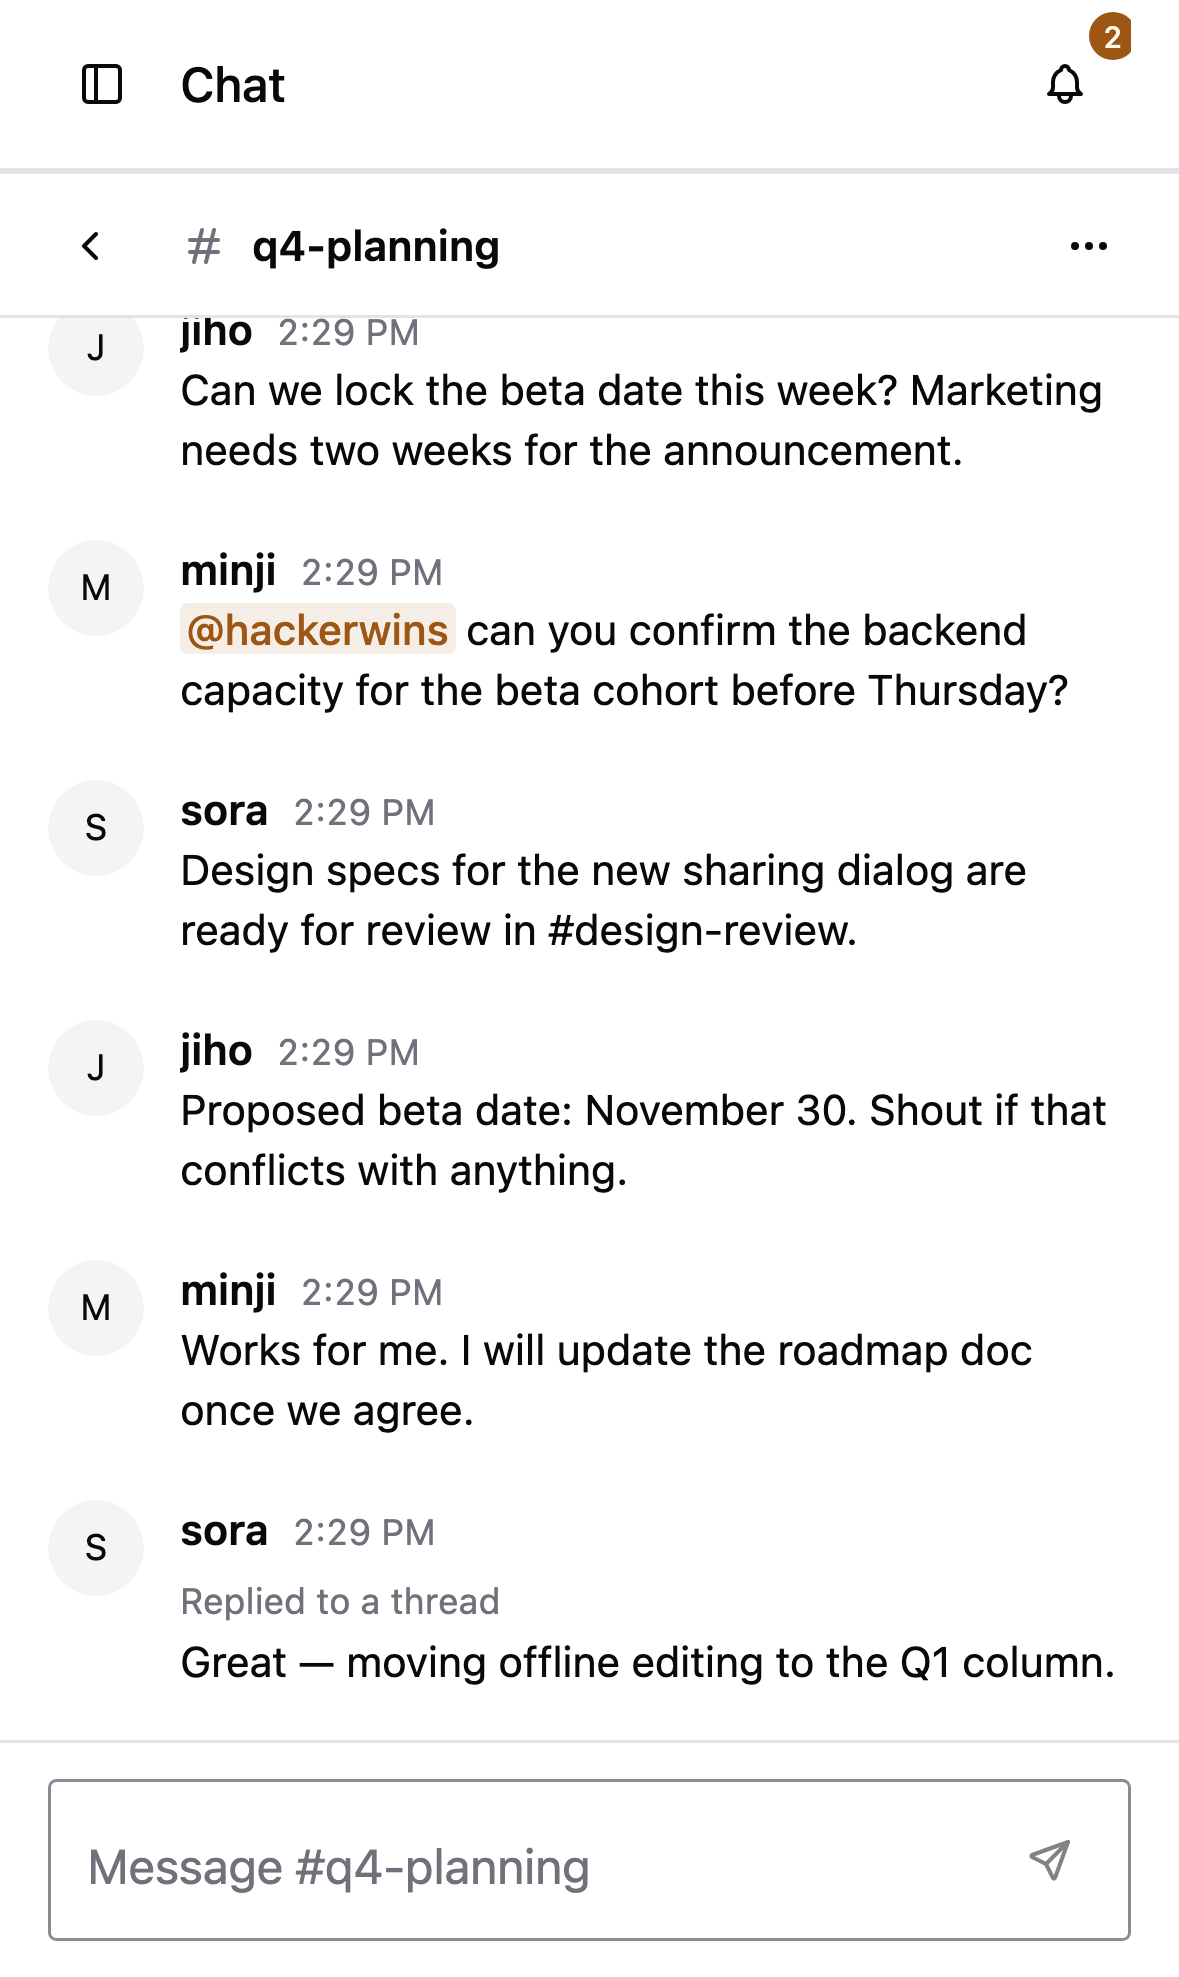 2
Chat
# q4-planning
J
jiho 2:29 PM
Can we lock the beta date this week? Marketing
needs two weeks for the announcement.
M
minji 2:29 PM
@hackerwins can you confirm the backend
capacity for the beta cohort before Thursday?
S
sora 2:29 PM
Design specs for the new sharing dialog are
ready for review in #design-review.
J
jiho 2:29 PM
Proposed beta date: November 30. Shout if that
conflicts with anything.
M
minji 2:29 PM
Works for me. I will update the roadmap doc
once we agree.
S
sora 2:29 PM
Replied to a thread
Great — moving offline editing to the Q1 column.
Message #q4-planning